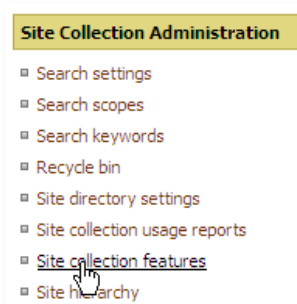 Site Collection Administration
Search settings
Search scopes
Search keywords
Recycle bin
Site directory settings
Site collection usage reports
Site collection features
Site hierarchy